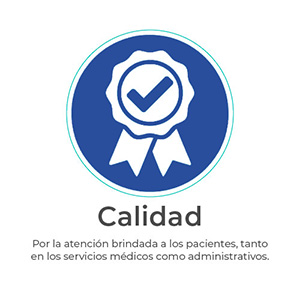 Calidad
Por la atención brindada a los pacientes, tanto
en los servicios médicos como administrativos.